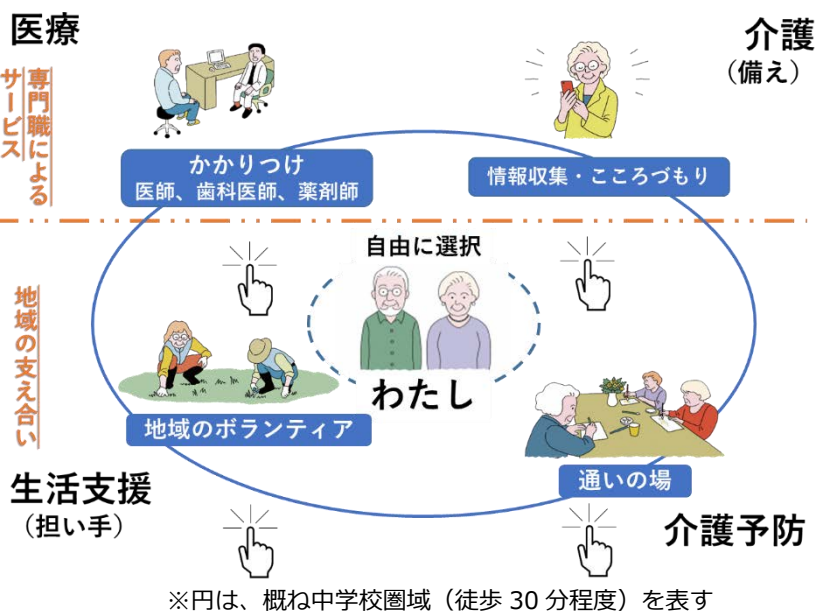 医療
介護
（備え）
専門職による
サービス
かかりつけ
医師、歯科医師、薬剤師
情報収集・こころづもり
自由に選択
わたし
地域の支え合い
地域のボランティア
通いの場
生活支援
（担い手）
介護予防
※円は、概ね中学校圏域（徒歩 30 分程度）を表す